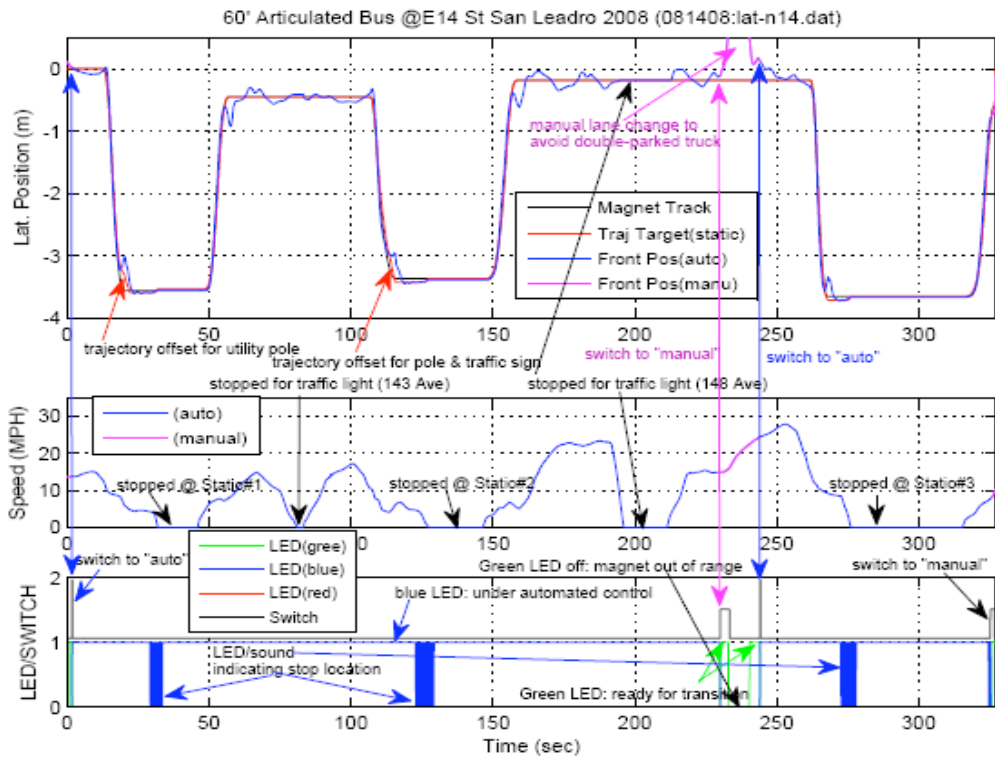 60' Articulated Bus @E14 St San Leadro 2008 (081408:lat-n14.dat)
Lat. Position (m)
0
-1
-2
-3
-4
manual lane change to
avoid double-parked truck
Magnet Track
Traj Target(static)
Front Pos(auto)
Front Pos(manu)
0 50 100 150 200 250 300
trajectory offset for utility pole
trajectory offset for pole & traffic sign
switch to "manual"
switch to "auto"
stopped for traffic light (143 Ave)
stopped for traffic light (148 Ave)
Speed (MPH)
30
20
10
0
(auto)
(manual)
stopped @ Static#1
stopped @ Static#2
stopped @ Static#3
0 50 100 150 200 250 300
LED/SWITCH
2
1
0
switch to "auto"
LED(gree)
LED(blue)
LED(red)
Switch
Green LED off: magnet out of range
switch to "manual"
blue LED: under automated control
LED/sound
indicating stop location
Green LED: ready for transition
0 50 100 150 200 250 300
Time (sec)